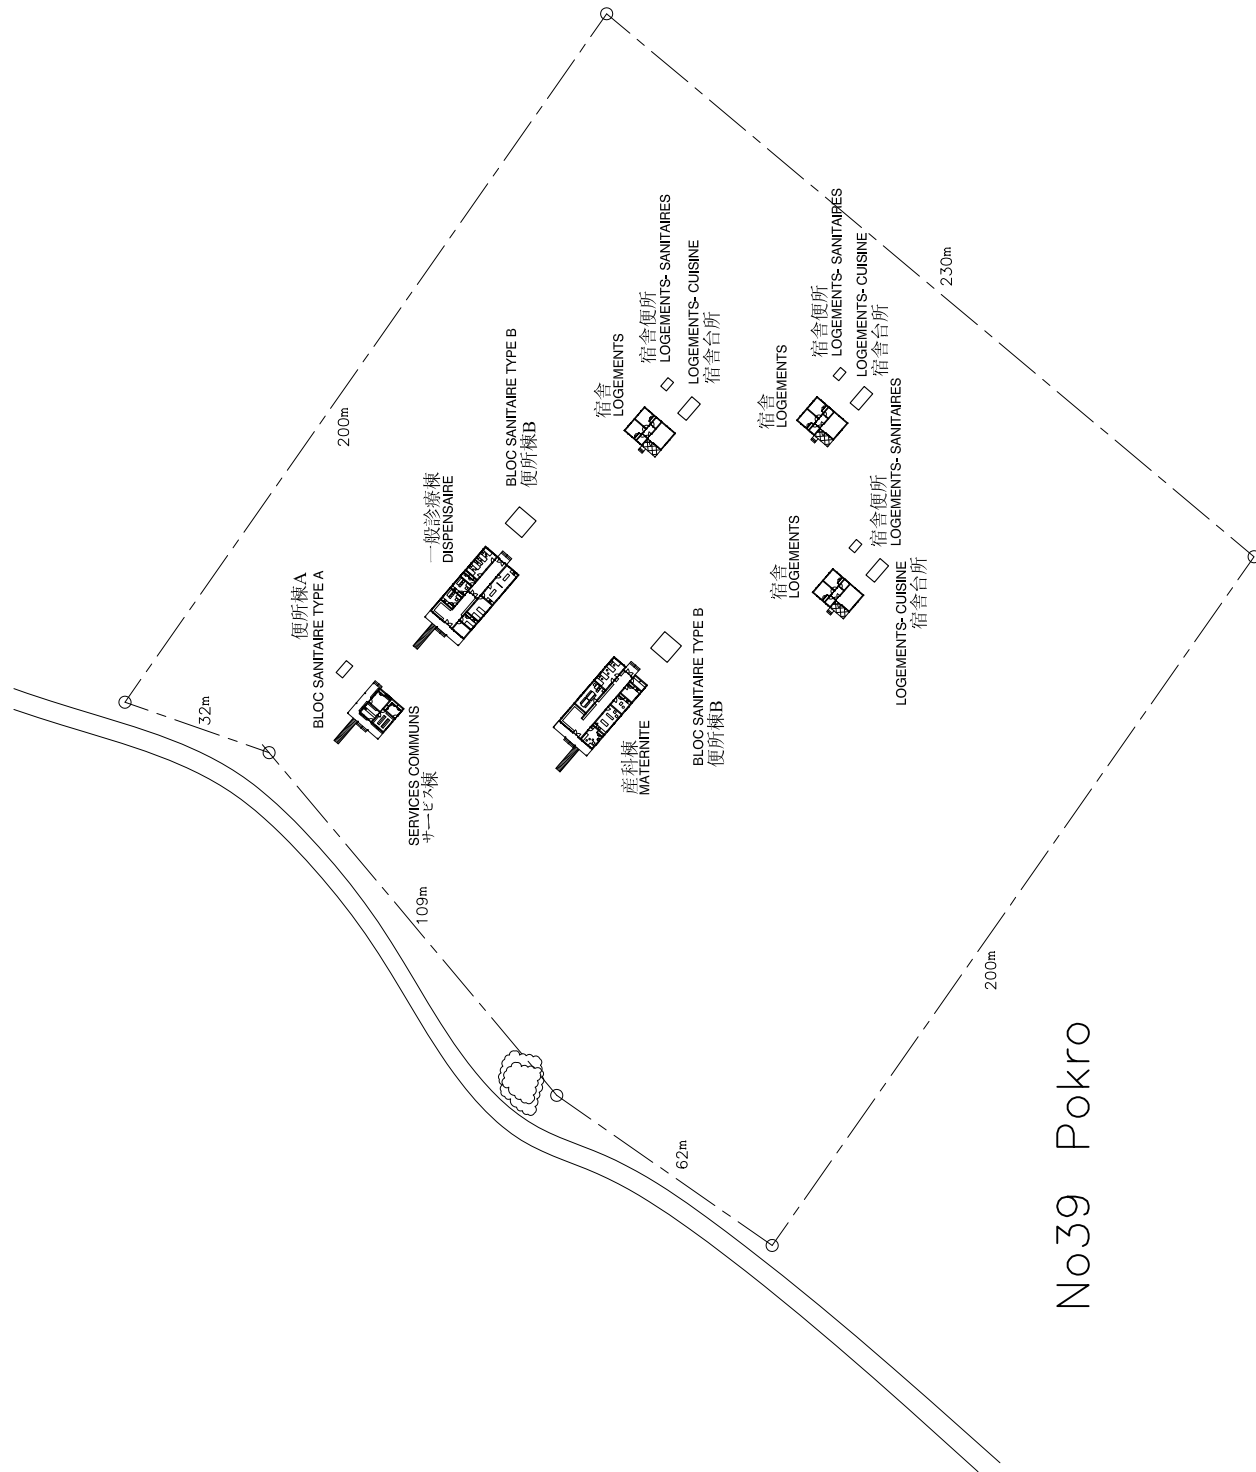 200m
32m
109m
62m
200m
230m
便所棟A
BLOC SANITAIRE TYPE A
SERVICES COMMUNS
サービス棟
一般診療棟
DISPENSAIRE
BLOC SANITAIRE TYPE B
便所棟B
産科棟
MATERNITE
BLOC SANITAIRE TYPE B
便所棟B
宿舎
LOGEMENTS
宿舎便所
LOGEMENTS- SANITAIRES
LOGEMENTS- CUISINE
宿舎台所
宿舎
LOGEMENTS
宿舎便所
LOGEMENTS- SANITAIRES
LOGEMENTS- CUISINE
宿舎台所
宿舎
LOGEMENTS
宿舎便所
LOGEMENTS- SANITAIRES
LOGEMENTS- CUISINE
宿舎台所
No39 Pokro